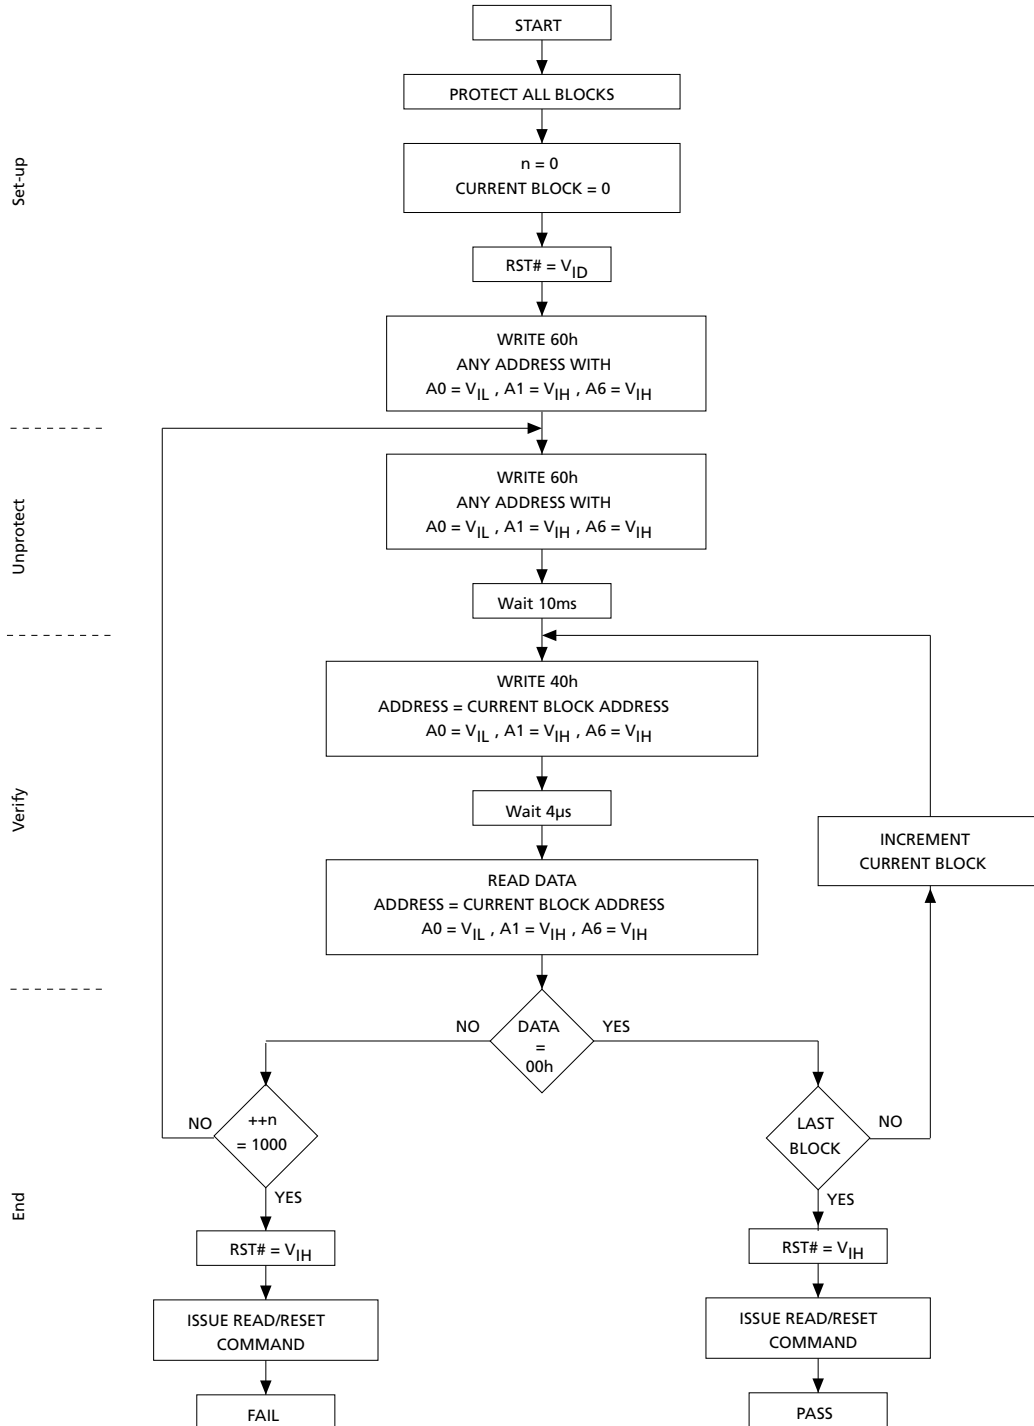 START
PROTECT ALL BLOCKS
n = 0
CURRENT BLOCK = 0
Set-up
RST# = VID
WRITE 60h
ANY ADDRESS WITH
A0 = VIL , A1 = VIH , A6 = VIH
Unprotect
WRITE 60h
ANY ADDRESS WITH
A0 = VIL , A1 = VIH , A6 = VIH
Wait 10ms
Verify
WRITE 40h
ADDRESS = CURRENT BLOCK ADDRESS
A0 = VIL , A1 = VIH , A6 = VIH
Wait 4µs
INCREMENT
CURRENT BLOCK
READ DATA
ADDRESS = CURRENT BLOCK ADDRESS
A0 = VIL , A1 = VIH , A6 = VIH
End
NO
DATA
=
00h
YES
NO
++n
= 1000
YES
LAST
BLOCK
NO
YES
RST# = VIH
RST# = VIH
ISSUE READ/RESET
COMMAND
ISSUE READ/RESET
COMMAND
FAIL
PASS